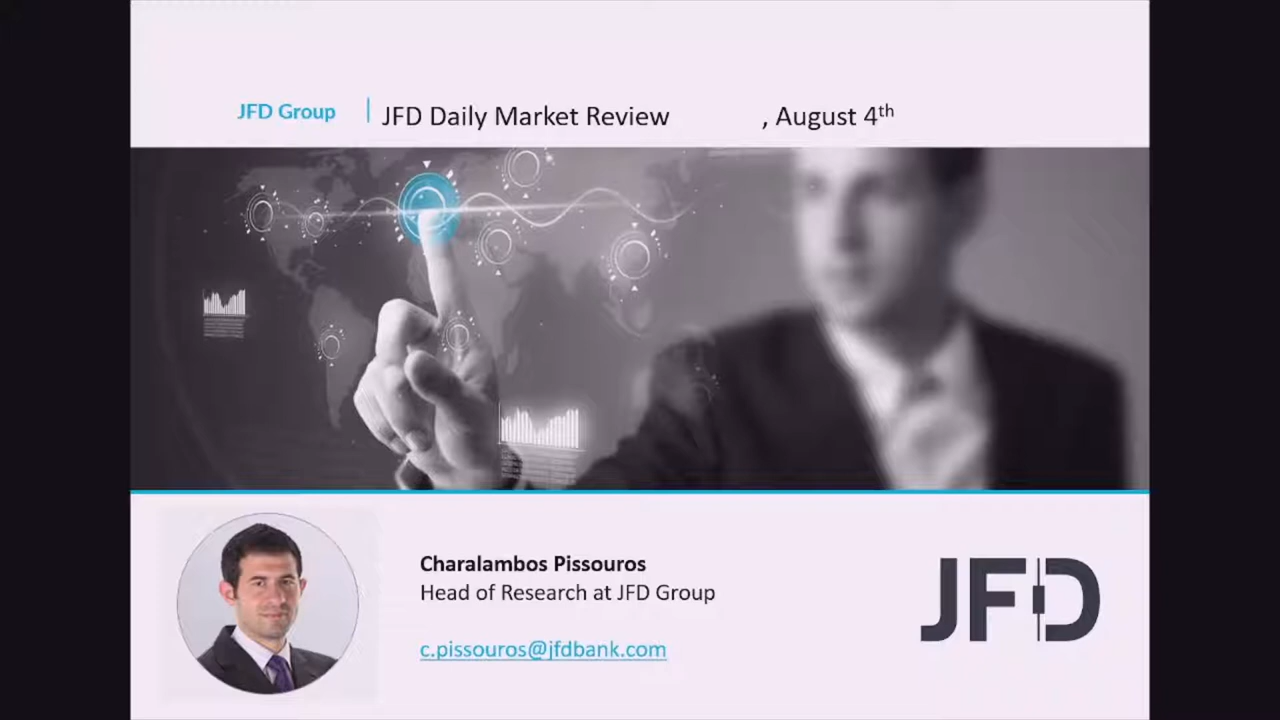 JFD Group
JFD Daily Market Review , August 4th
Charalambos Pissouros
Head of Research at JFD Group
c.pissouros@jfdbank.com
JFD